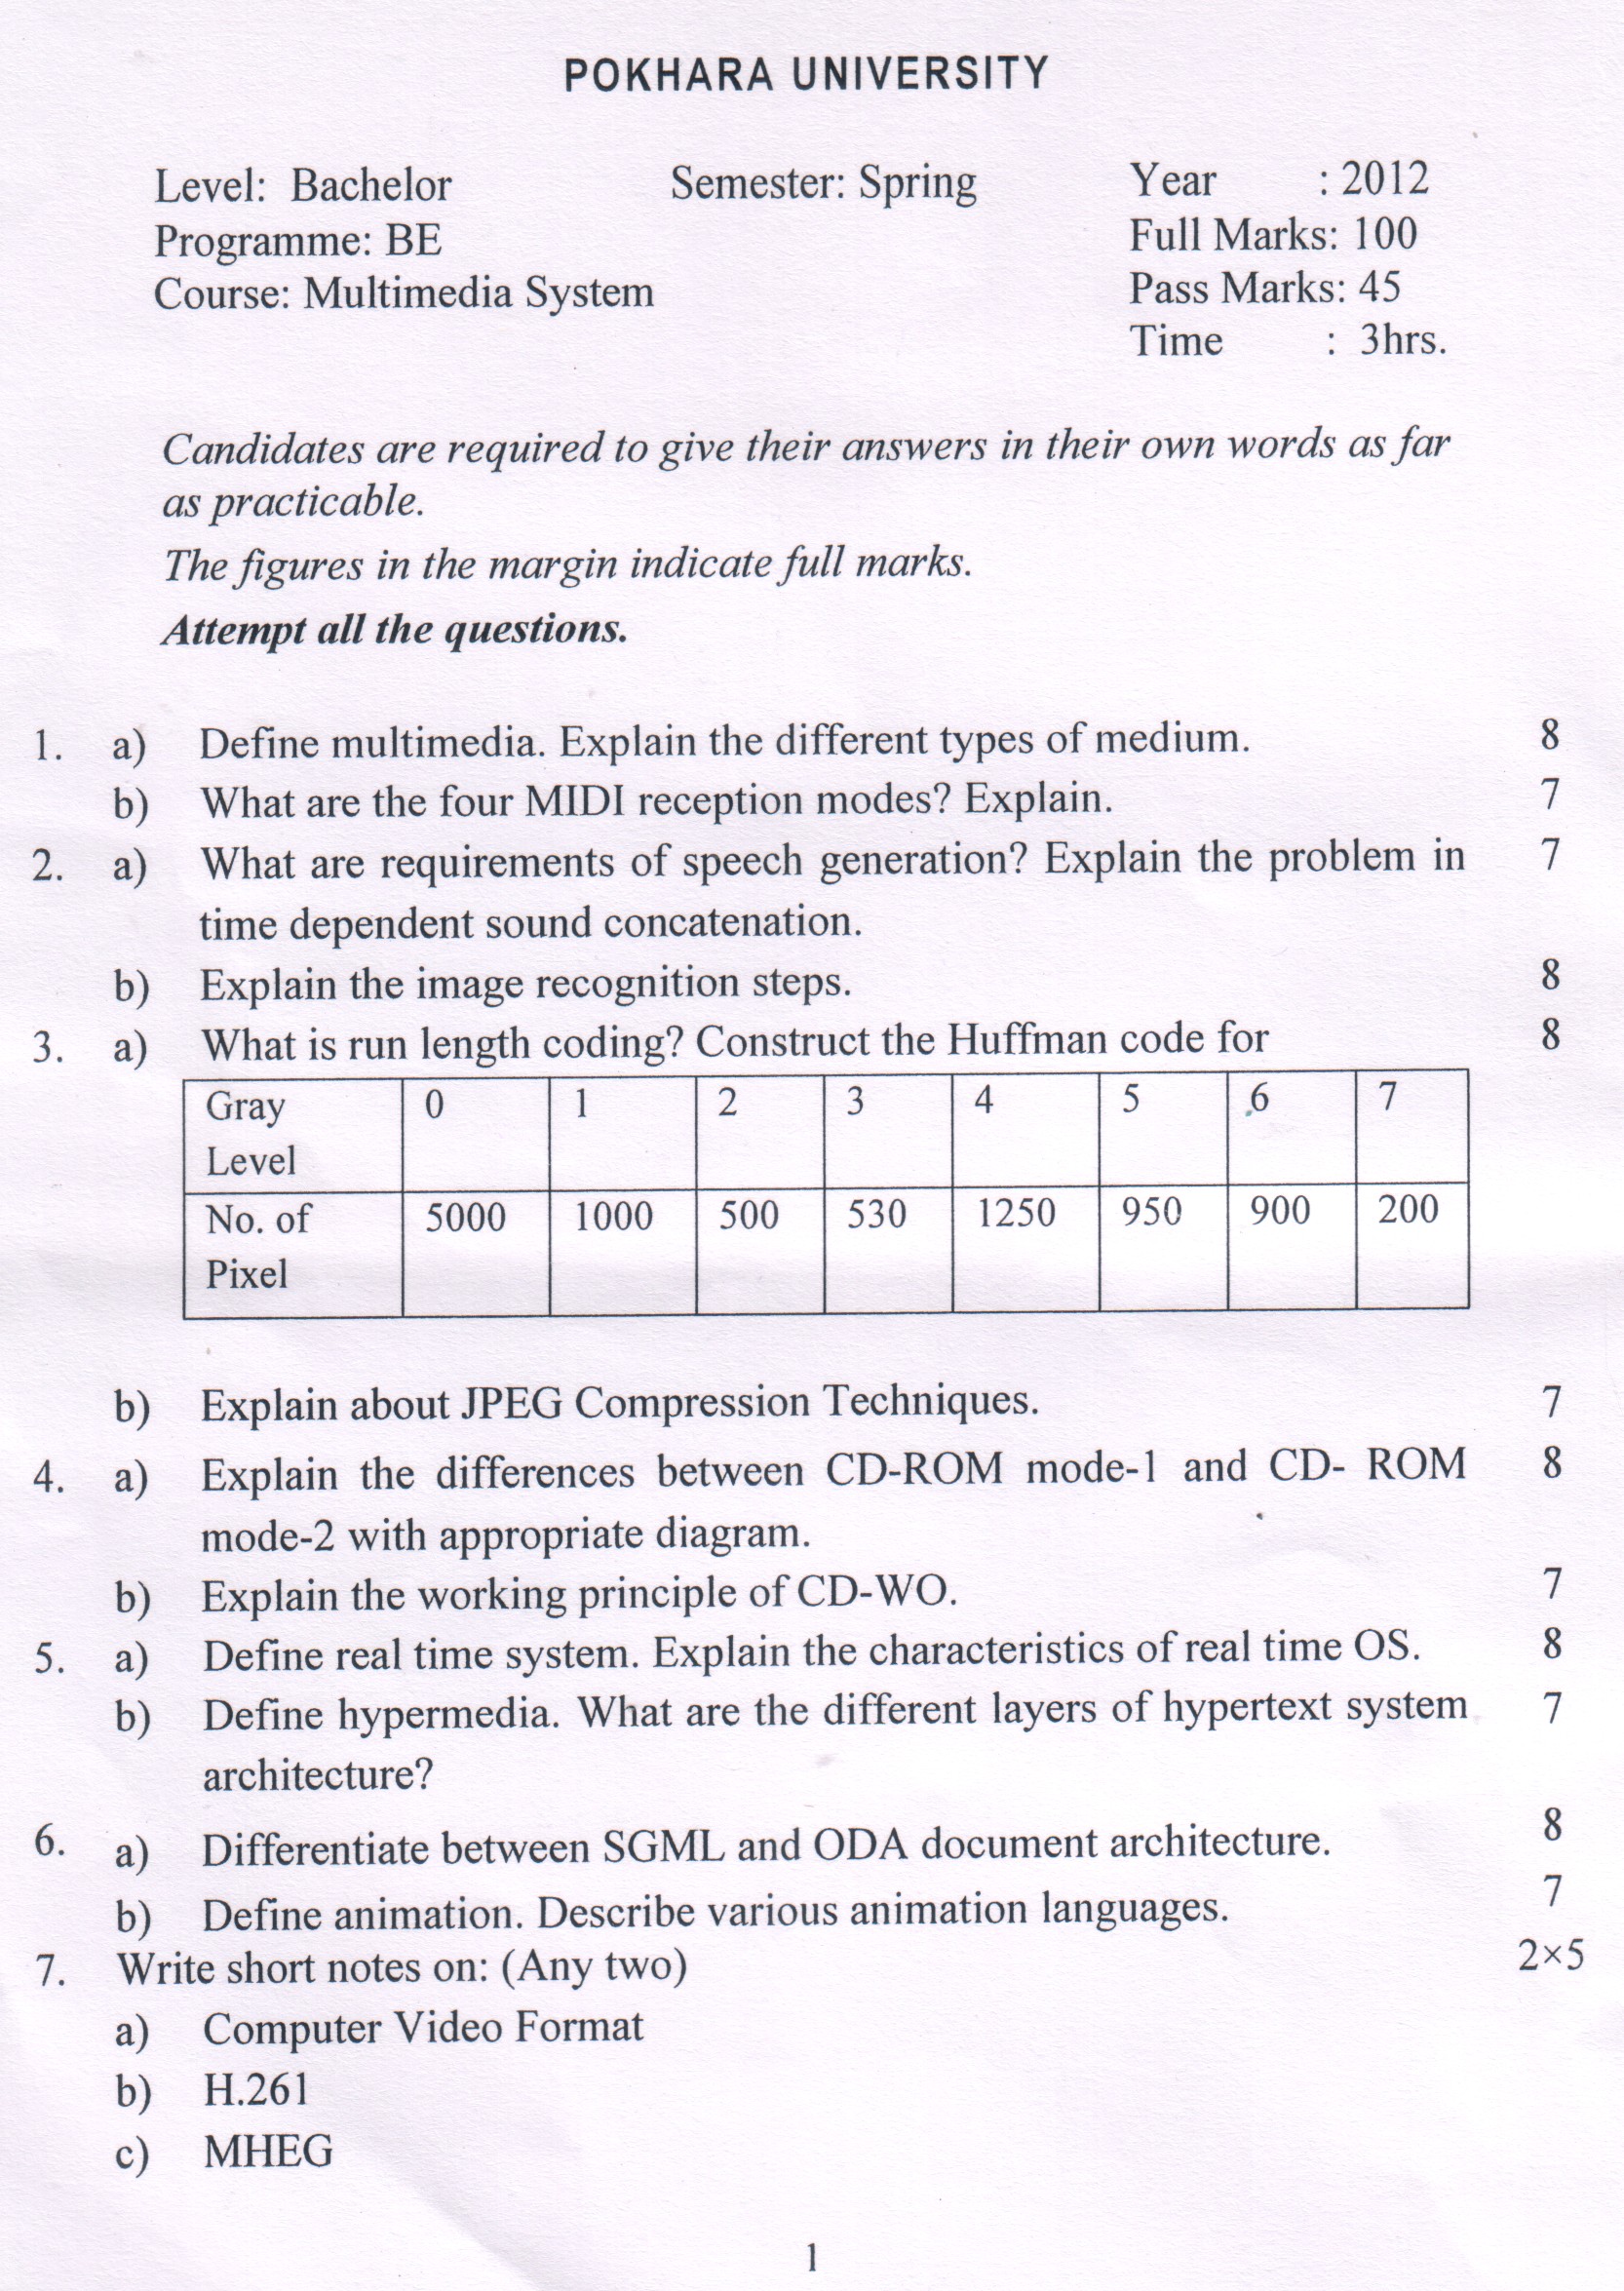 POKHARA UNIVERSITY
Level: Bachelor Semester: Spring Year : 2012
Programme: BE Full Marks: 100
Course: Multimedia System Pass Marks: 45
Time : 3hrs.
Candidates are required to give their answers in their own words as far
as practicable.
The figures in the margin indicate full marks.
Attempt all the questions.
1. a) Define multimedia. Explain the different types of medium. 8
b) What are the four MIDI reception modes? Explain. 7
2. a) What are requirements of speech generation? Explain the problem in 7
time dependent sound concatenation.
b) Explain the image recognition steps. 8
3. a) What is run length coding? Construct the Huffman code for 8
Gray 0 1 2 3 4 5 6 7
Level
No. of 5000 1000 500 530 1250 950 900 200
Pixel
b) Explain about JPEG Compression Techniques. 7
4. a) Explain the differences between CD-ROM mode-1 and CD- ROM 8
mode-2 with appropriate diagram.
b) Explain the working principle of CD-WO. 7
5. a) Define real time system. Explain the characteristics of real time OS. 8
b) Define hypermedia. What are the different layers of hypertext system 7
architecture?
6. a) Differentiate between SGML and ODA document architecture. 8
b) Define animation. Describe various animation languages. 7
7. Write short notes on: (Any two) 2×5
a) Computer Video Format
b) H.261
c) MHEG
1